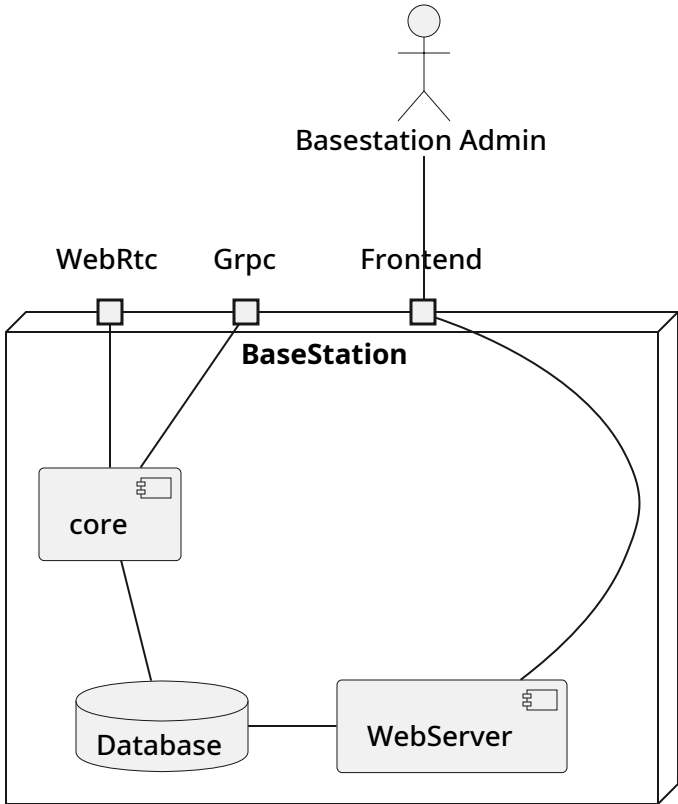 Basestation Admin
WebRtc
Grpc
Frontend
BaseStation
core
Database
WebServer